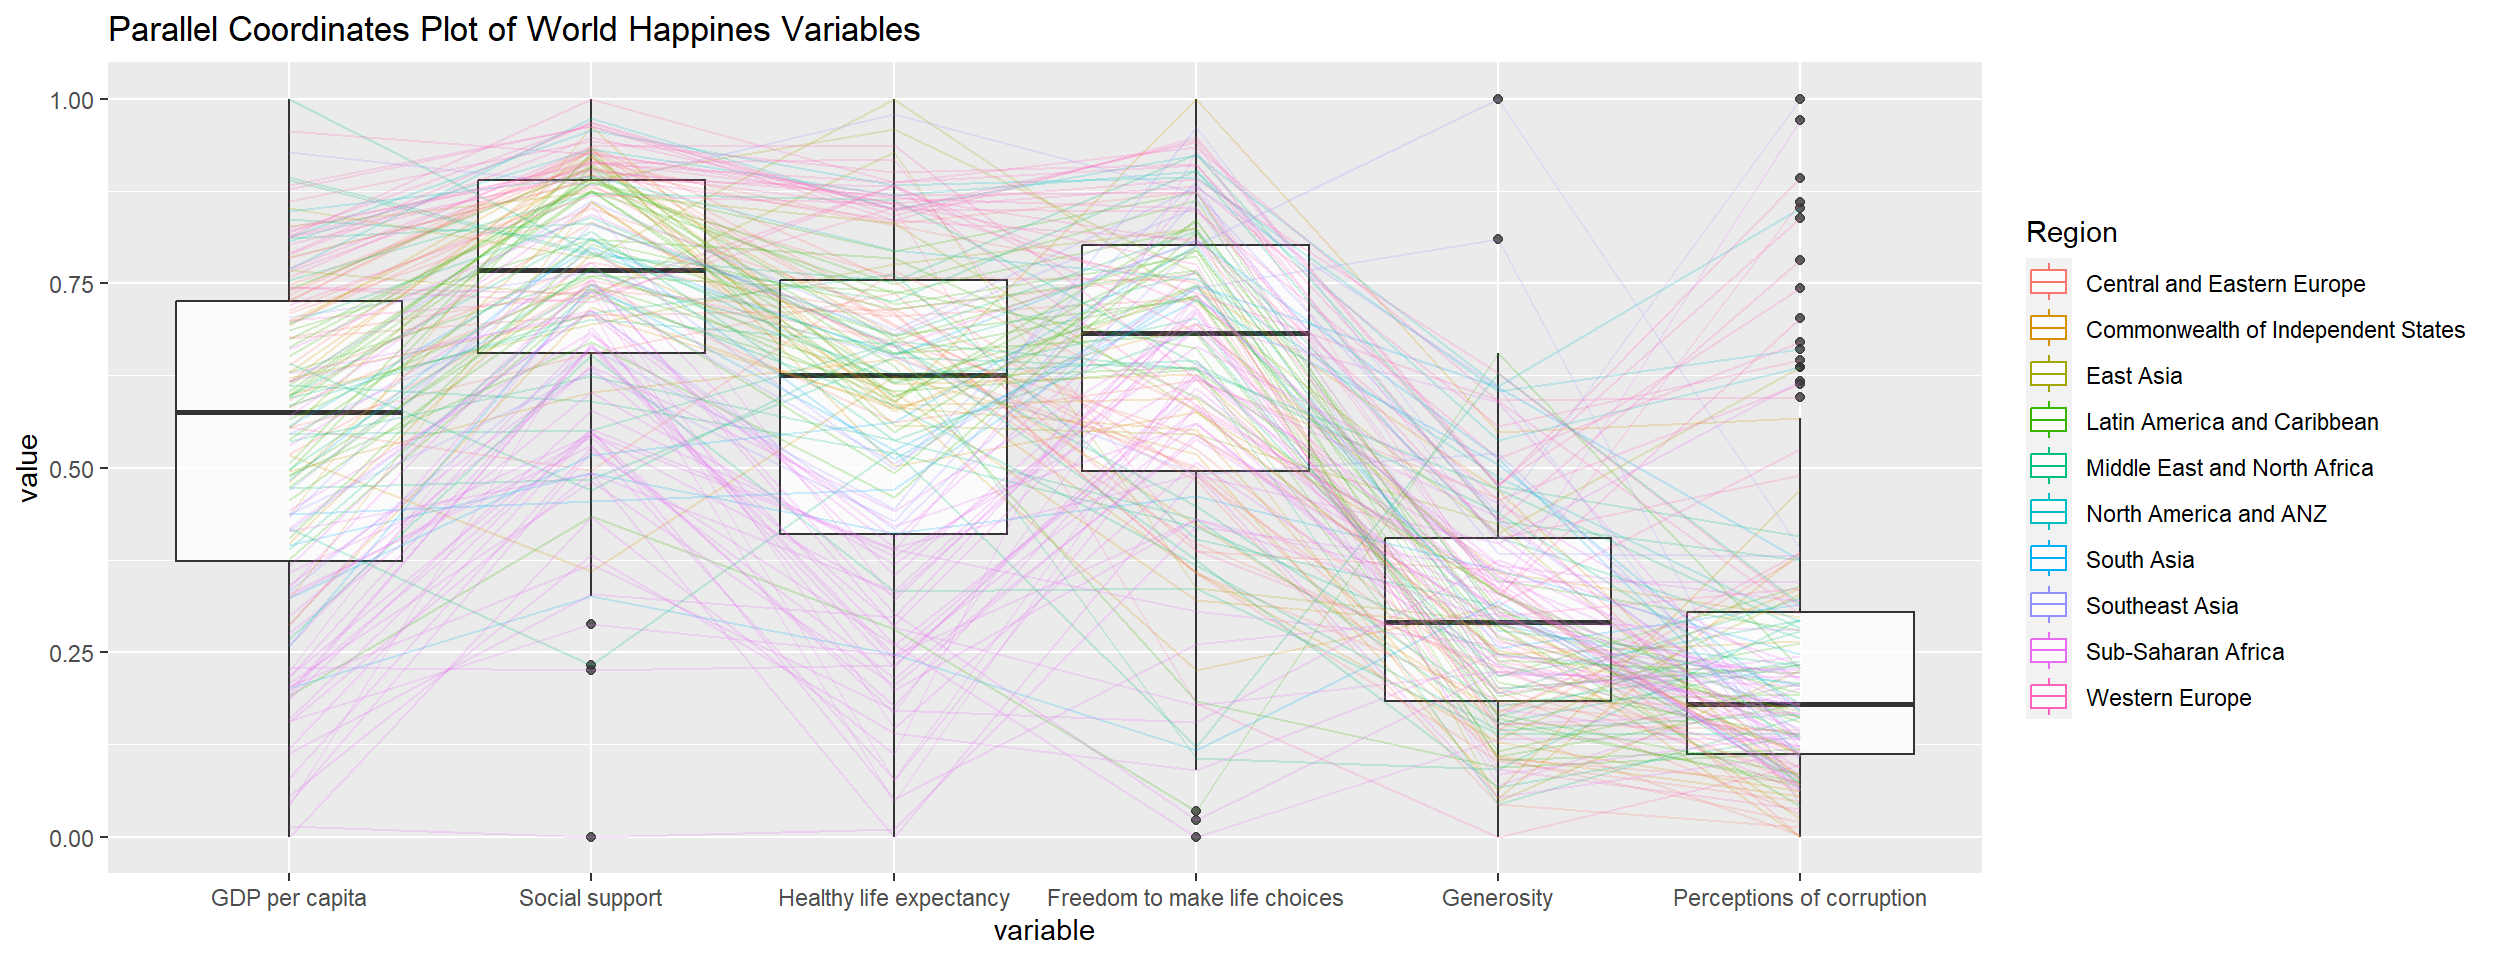 Parallel Coordinates Plot of World Happines Variables
value
1.00
0.75
0.50
0.25
0.00
GDP per capita
Social support
Healthy life expectancy
Freedom to make life choices
Generosity
Perceptions of corruption
variable
Region
Central and Eastern Europe
Commonwealth of Independent States
East Asia
Latin America and Caribbean
Middle East and North Africa
North America and ANZ
South Asia
Southeast Asia
Sub-Saharan Africa
Western Europe